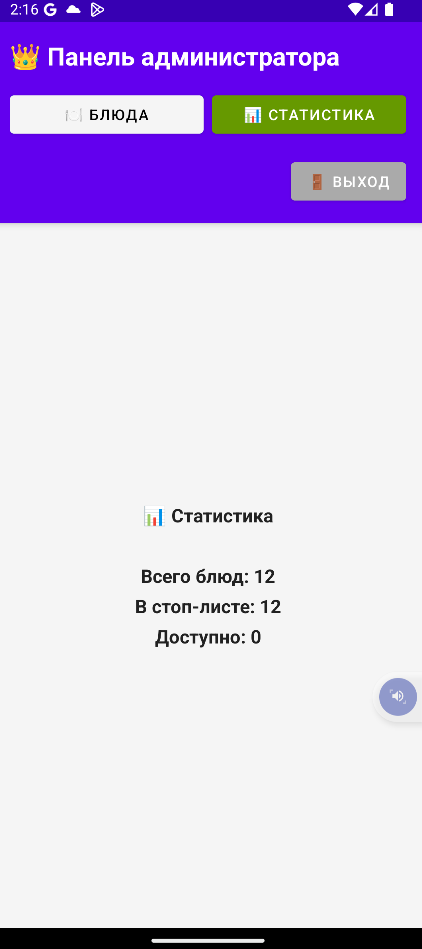 2:16
👑 Панель администратора
🍽️ БЛЮДА
📊 СТАТИСТИКА
🚪 ВЫХОД
📊 Статистика
Всего блюд: 12
В стоп-листе: 12
Доступно: 0